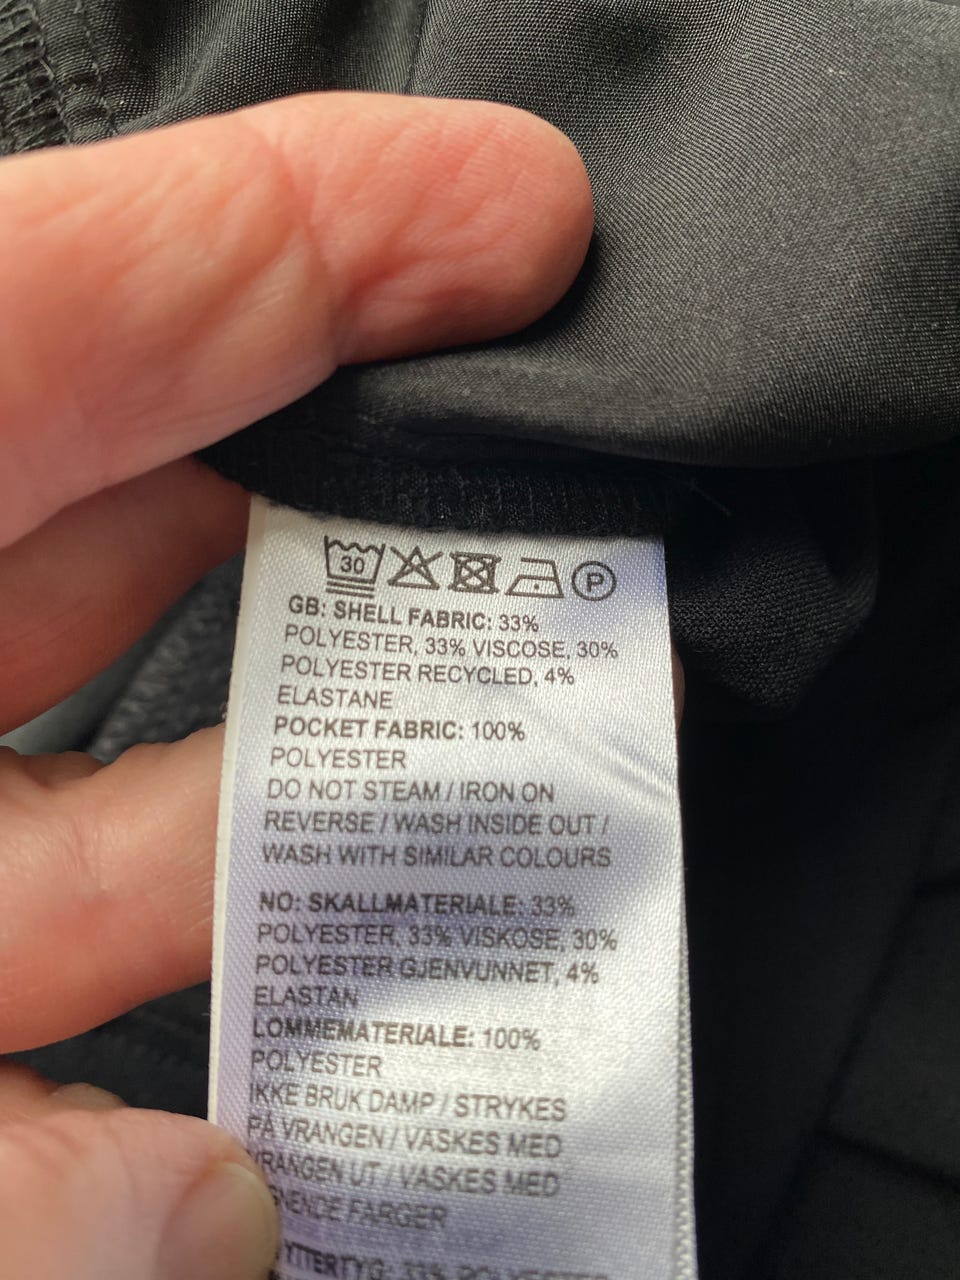 30 P
GB: SHELL FABRIC: 33%
POLYESTER, 33% VISCOSE, 30%
POLYESTER RECYCLED, 4%
ELASTANE
POCKET FABRIC: 100%
POLYESTER
DO NOT STEAM / IRON ON
REVERSE / WASH INSIDE OUT /
WASH WITH SIMILAR COLOURS
NO: SKALLMATERIALE: 33%
POLYESTER, 33% VISKOSE, 30%
POLYESTER GJENVUNNET, 4%
ELASTAN
LOMMEMATERIALE: 100%
POLYESTER
IKKE BRUK DAMP / STRYKES
PÅ VRANGEN / VASKES MED
VRANGEN UT / VASKES MED
FARGER
33% POLYESTER